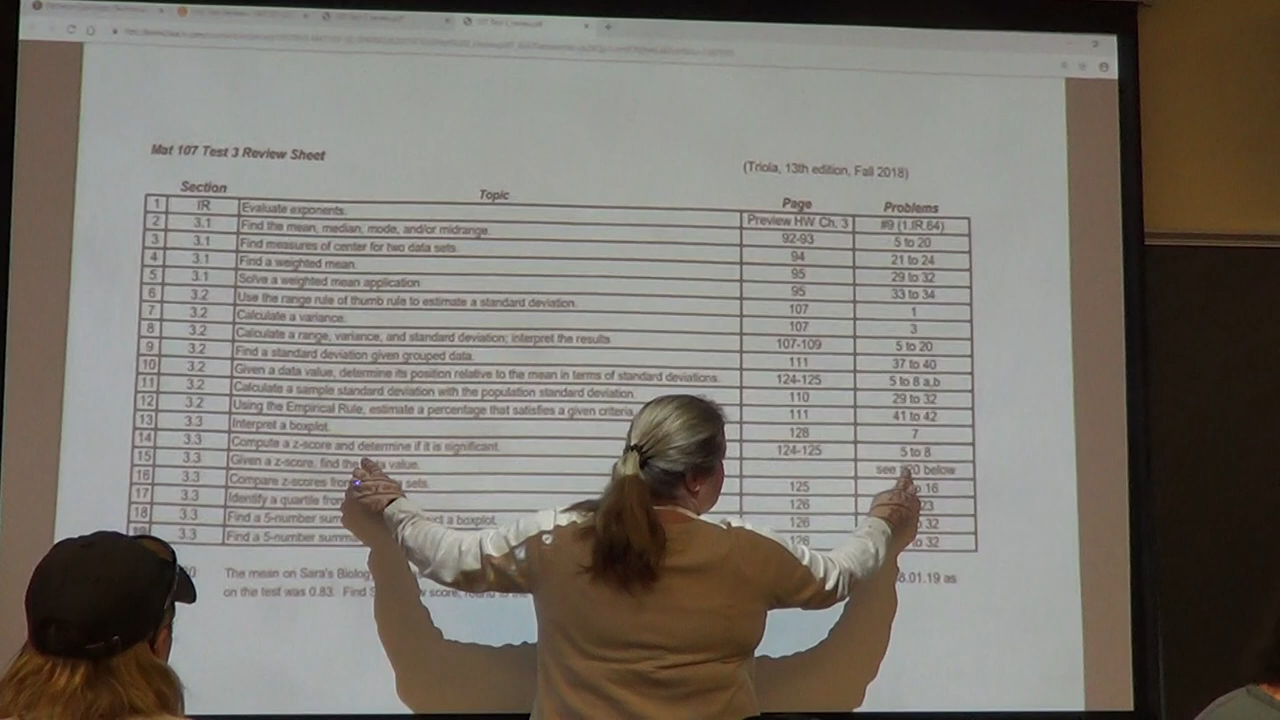 Mat 107 Test 3 Review Sheet
(Triola, 13th edition, Fall 2018)
Section Topic Page Problems
1 IR Evaluate exponents. Preview HW Ch. 3 #9 (1.IR.64)
2 3.1 Find the mean, median, mode, and/or midrange. 92-93 5 to 20
3 3.1 Find measures of center for two data sets. 94 21 to 24
4 3.1 Find a weighted mean. 95 29 to 32
5 3.1 Solve a weighted mean application 95 33 to 34
6 3.2 Use the range rule of thumb rule to estimate a standard deviation. 107 1
7 3.2 Calculate a variance. 107 3
8 3.2 Calculate a range, variance, and standard deviation; interpret the results 107-109 5 to 20
9 3.2 Find a standard deviation given grouped data. 111 37 to 40
10 3.2 Given a data value, determine its position relative to the mean in terms of standard deviations. 124-125 5 to 8 a,b
11 3.2 Calculate a sample standard deviation with the population standard deviation. 110 29 to 32
12 3.2 Using the Empirical Rule, estimate a percentage that satisfies a given criteria. 111 41 to 42
13 3.3 Interpret a boxplot. 128 7
14 3.3 Compute a z-score and determine if it is significant. 124-125 5 to 8
15 3.3 Given a z-score, find the value. see below
16 3.3 Compare z-scores from sets. 125 16
17 3.3 Identify a quartile from 126 23
18 3.3 Find a 5-number a boxplot. 126 32
3.3 Find a 5-number 126 32
The mean on Sara's as
on the test was 0.83. Find score,